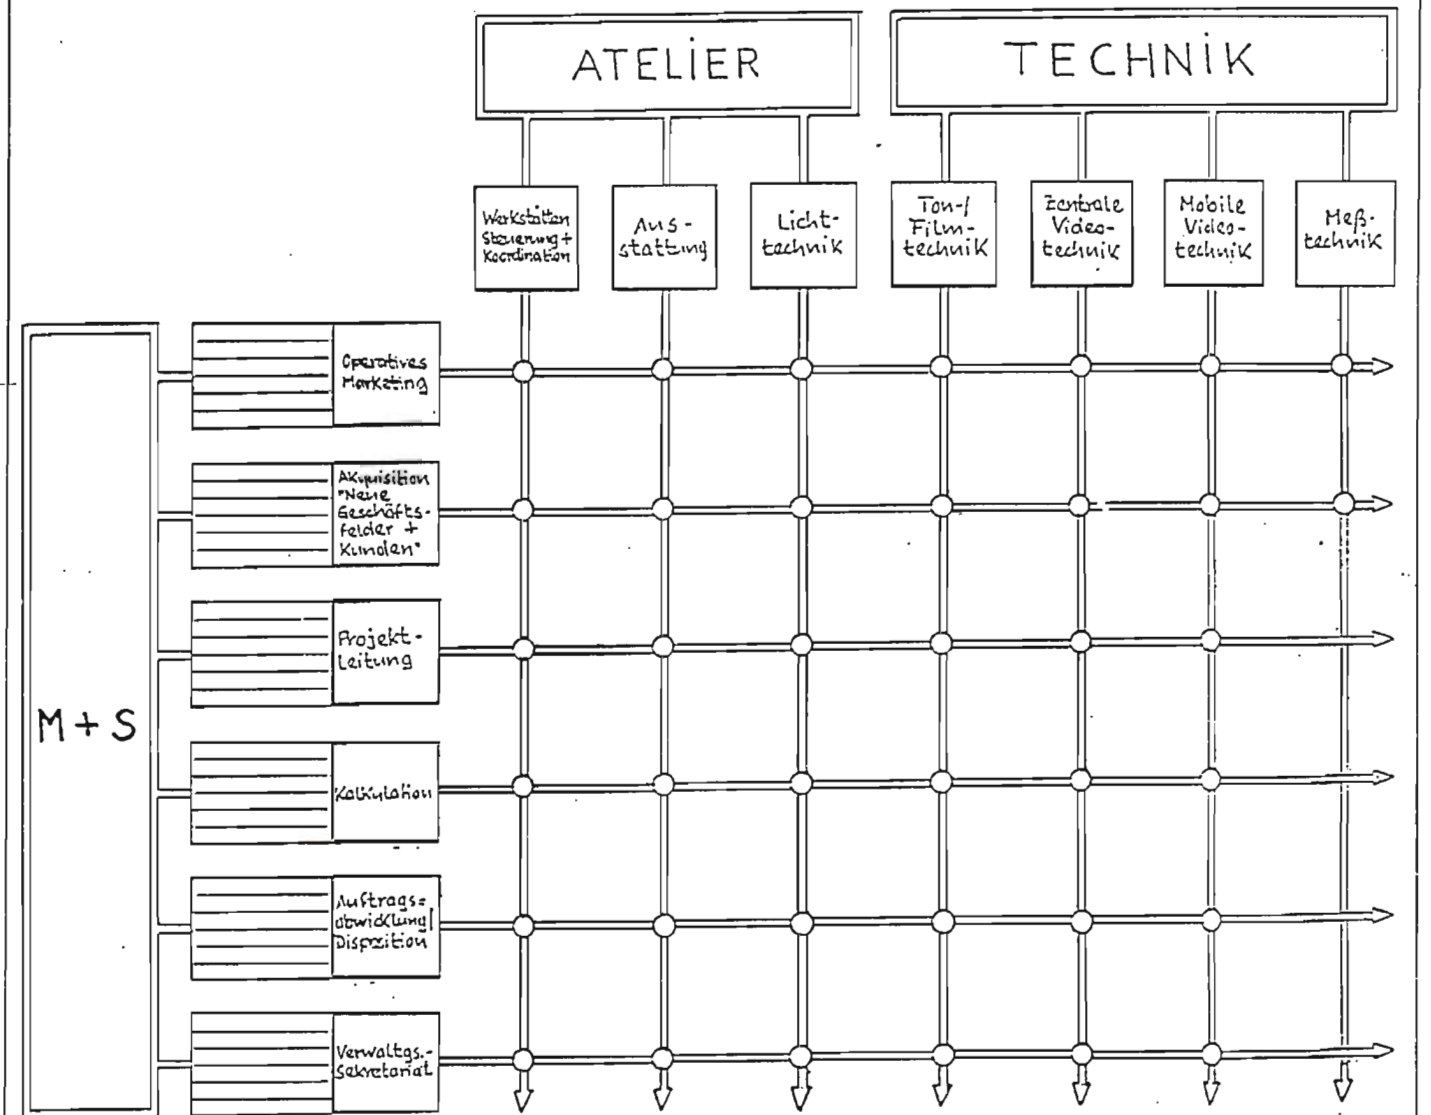 ATELIER
TECHNIK
Werkstätten
Steuerung +
Koordination
Aus-
stattung
Licht-
technik
Ton-/
Film-
technik
Zentrale
Video-
technik
Mobile
Video-
technik
Meß-
technik
M + S
Operatives
Marketing
Akquisition
"Neue
Geschäfts-
felder +
Kunden"
Projekt-
Leitung
Kalkulation
Auftrags=
abwicklung/
Disposition
Verwaltgs.-
sekretariat